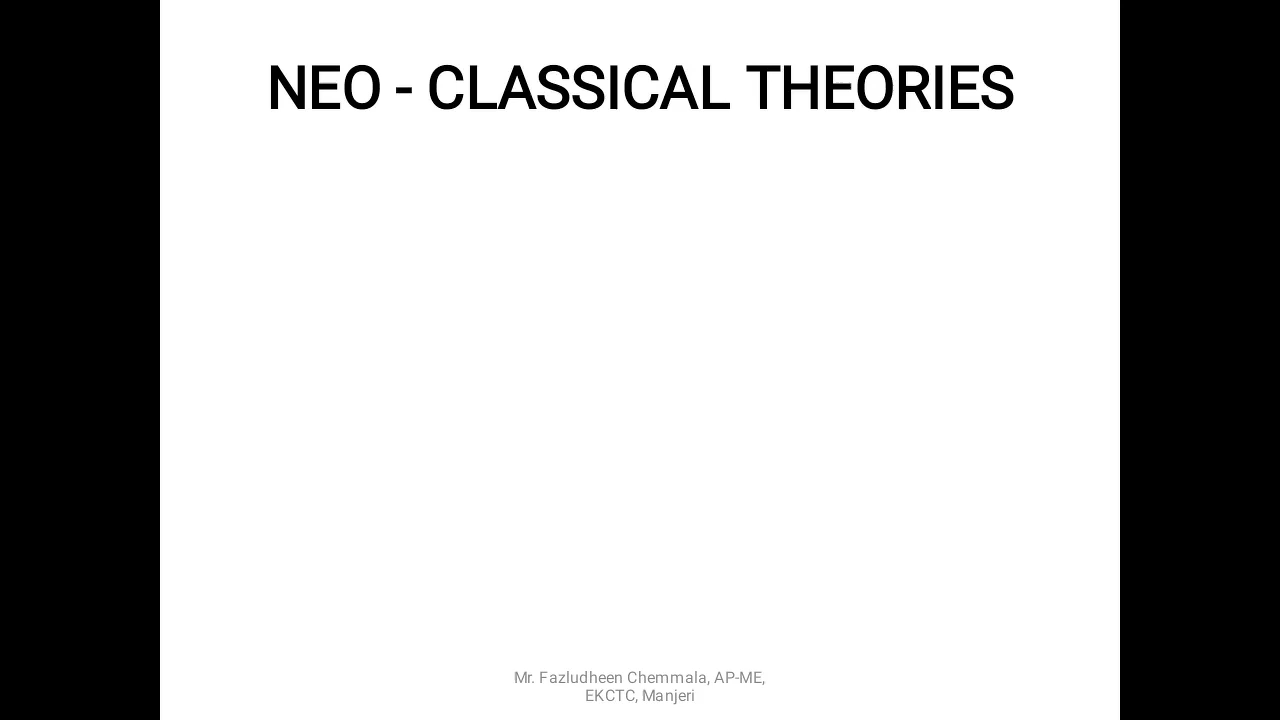 NEO - CLASSICAL THEORIES
Mr. Fazludheen Chemmala, AP-ME,
EKCTC, Manjeri